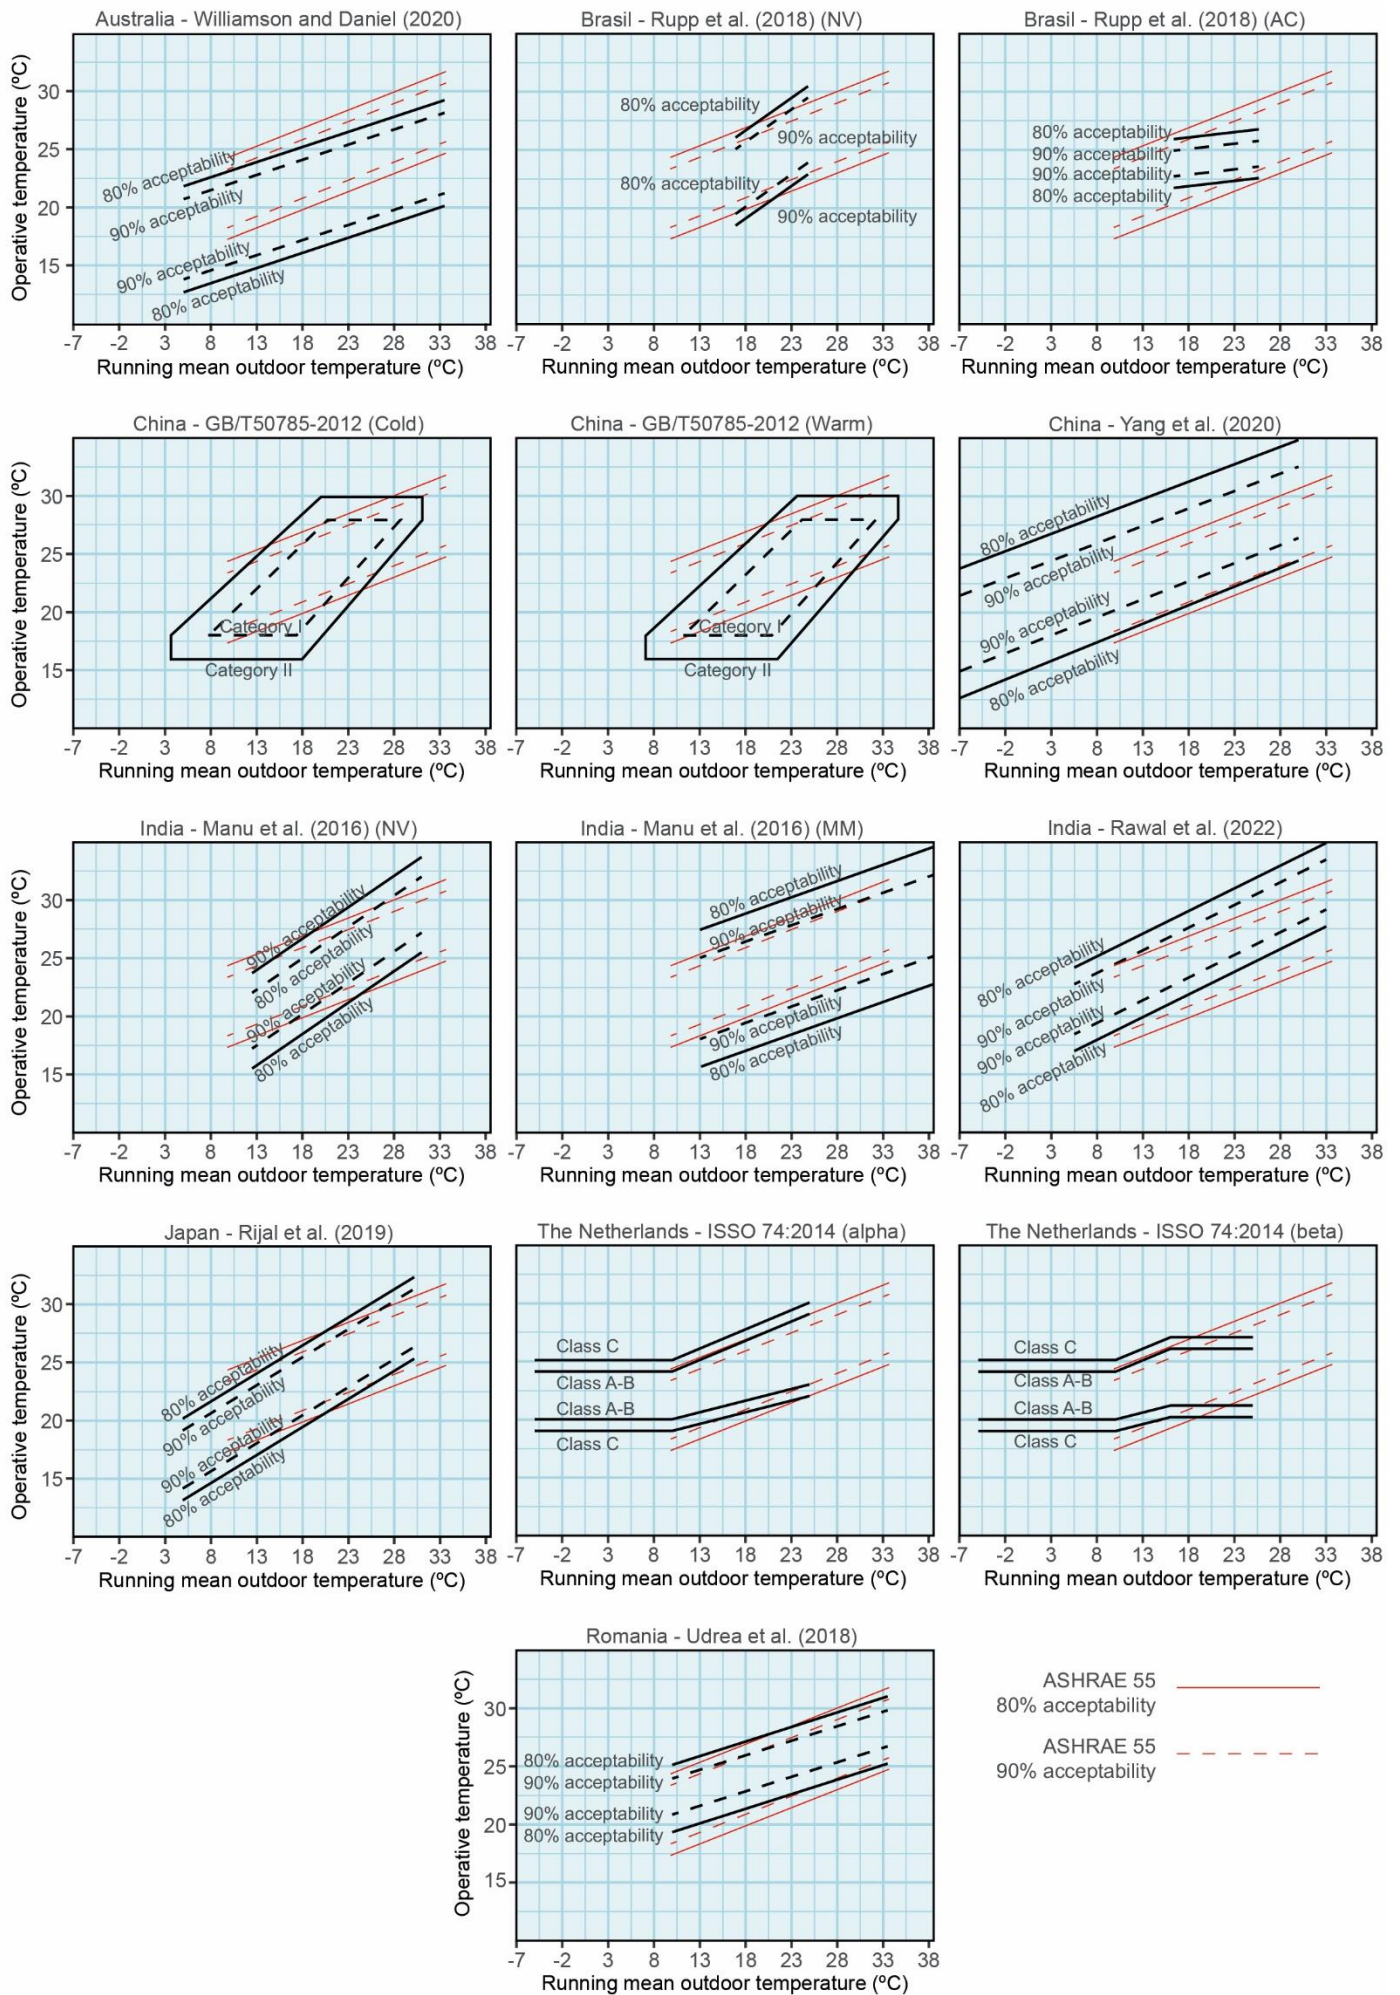 Australia - Williamson and Daniel (2020)
Operative temperature (ºC)
30
25
20
15
80% acceptability
90% acceptability
90% acceptability
80% acceptability
-7 -2 3 8 13 18 23 28 33 38
Running mean outdoor temperature (ºC)
Brasil - Rupp et al. (2018) (NV)
80% acceptability
90% acceptability
80% acceptability
90% acceptability
-7 -2 3 8 13 18 23 28 33 38
Running mean outdoor temperature (ºC)
Brasil - Rupp et al. (2018) (AC)
80% acceptability
90% acceptability
90% acceptability
80% acceptability
-7 -2 3 8 13 18 23 28 33 38
Running mean outdoor temperature (ºC)
China - GB/T50785-2012 (Cold)
Operative temperature (ºC)
30
25
20
15
Category I
Category II
-7 -2 3 8 13 18 23 28 33 38
Running mean outdoor temperature (ºC)
China - GB/T50785-2012 (Warm)
Category I
Category II
-7 -2 3 8 13 18 23 28 33 38
Running mean outdoor temperature (ºC)
China - Yang et al. (2020)
80% acceptability
90% acceptability
90% acceptability
80% acceptability
-7 -2 3 8 13 18 23 28 33 38
Running mean outdoor temperature (ºC)
India - Manu et al. (2016) (NV)
Operative temperature (ºC)
30
25
20
15
90% acceptability
80% acceptability
90% acceptability
80% acceptability
-7 -2 3 8 13 18 23 28 33 38
Running mean outdoor temperature (ºC)
India - Manu et al. (2016) (MM)
80% acceptability
90% acceptability
90% acceptability
80% acceptability
-7 -2 3 8 13 18 23 28 33 38
Running mean outdoor temperature (ºC)
India - Rawal et al. (2022)
80% acceptability
90% acceptability
90% acceptability
80% acceptability
-7 -2 3 8 13 18 23 28 33 38
Running mean outdoor temperature (ºC)
Japan - Rijal et al. (2019)
Operative temperature (ºC)
30
25
20
15
80% acceptability
90% acceptability
90% acceptability
80% acceptability
-7 -2 3 8 13 18 23 28 33 38
Running mean outdoor temperature (ºC)
The Netherlands - ISSO 74:2014 (alpha)
Class C
Class A-B
Class A-B
Class C
-7 -2 3 8 13 18 23 28 33 38
Running mean outdoor temperature (ºC)
The Netherlands - ISSO 74:2014 (beta)
Class C
Class A-B
Class A-B
Class C
-7 -2 3 8 13 18 23 28 33 38
Running mean outdoor temperature (ºC)
Romania - Udrea et al. (2018)
Operative temperature (ºC)
30
25
20
15
80% acceptability
90% acceptability
90% acceptability
80% acceptability
-7 -2 3 8 13 18 23 28 33 38
Running mean outdoor temperature (ºC)
ASHRAE 55
80% acceptability
ASHRAE 55
90% acceptability